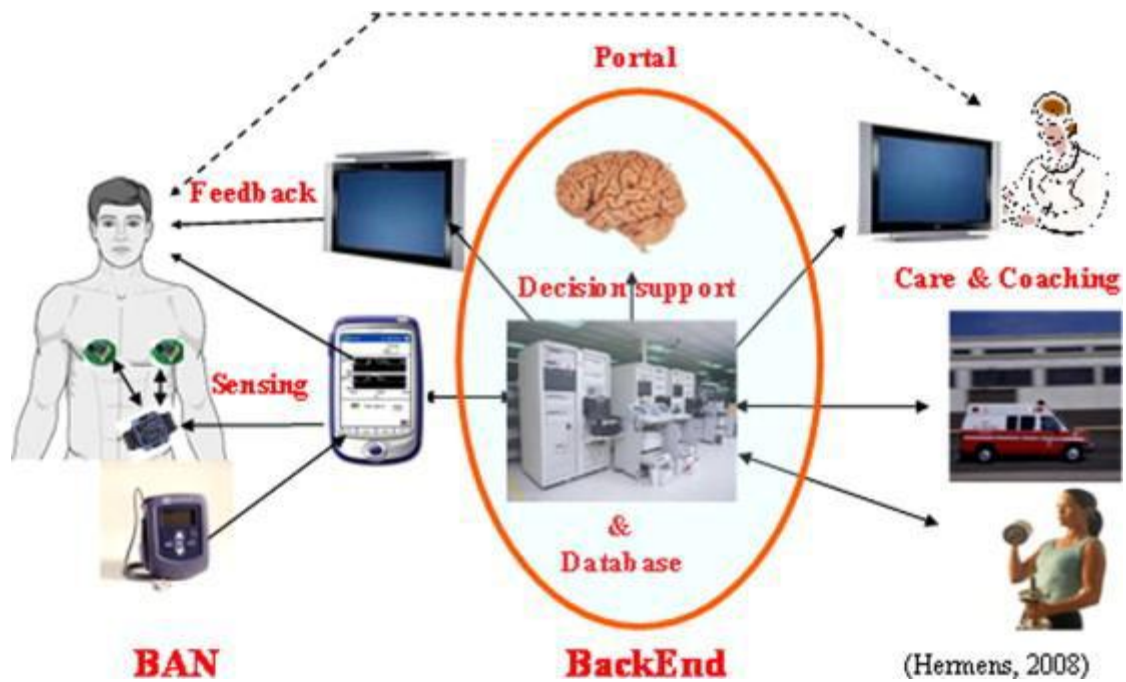 Portal
Feedback
Decision support
Care & Coaching
Sensing
&
Database
BAN
BackEnd
(Hermens, 2008)